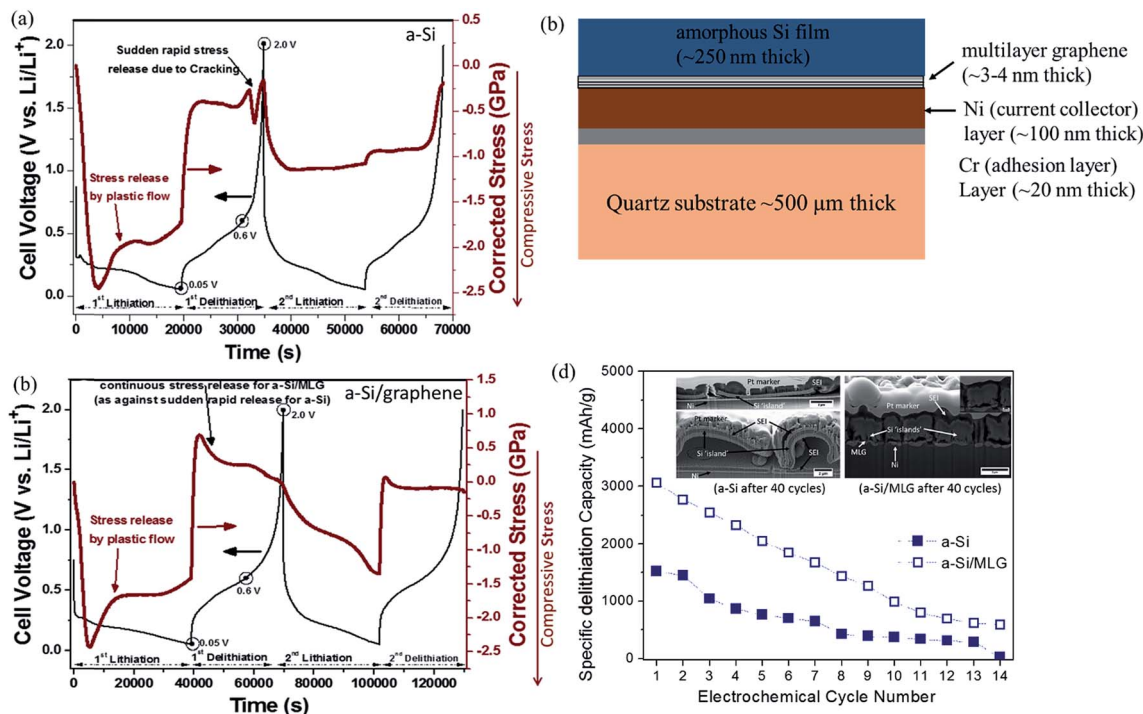 (a)
a-Si
Cell Voltage (V vs. Li/Li⁺)
2.0
1.5
1.0
0.5
0.0
Sudden rapid stress
release due to Cracking
2.0 V
Stress release
by plastic flow
0.6 V
0.05 V
1st Lithiation
1st Delithiation
2nd Lithiation
2nd Delithiation
0 10000 20000 30000 40000 50000 60000 70000
Time (s)
0.5
0.0
-0.5
-1.0
-1.5
-2.0
-2.5
Corrected Stress (GPa)
Compressive Stress
(b)
amorphous Si film
(~250 nm thick)
multilayer graphene
(~3-4 nm thick)
Ni (current collector)
layer (~100 nm thick)
Cr (adhesion layer)
Layer (~20 nm thick)
Quartz substrate ~500 μm thick
(b)
a-Si/graphene
Cell Voltage (V vs. Li/Li⁺)
2.0
1.5
1.0
0.5
0.0
continuous stress release for a-Si/MLG
(as against sudden rapid release for a-Si)
2.0 V
Stress release
by plastic flow
0.6 V
0.05 V
1st Lithiation
1st Delithiation
2nd Lithiation
2nd Delithiation
0 20000 40000 60000 80000 100000 120000
Time (s)
1.5
1.0
0.5
0.0
-0.5
-1.0
-1.5
-2.0
-2.5
Corrected Stress (GPa)
Compressive Stress
(d)
Specific delithiation Capacity (mAh/g)
5000
4000
3000
2000
1000
0
Pt marker
SEI
Ni
Si 'island'
Pt marker
SEI
Si 'island'
SEI
Ni
(a-Si after 40 cycles)
SEI
Pt marker
Si 'islands'
MLG
Ni
(a-Si/MLG after 40 cycles)
a-Si
a-Si/MLG
1 2 3 4 5 6 7 8 9 10 11 12 13 14
Electrochemical Cycle Number